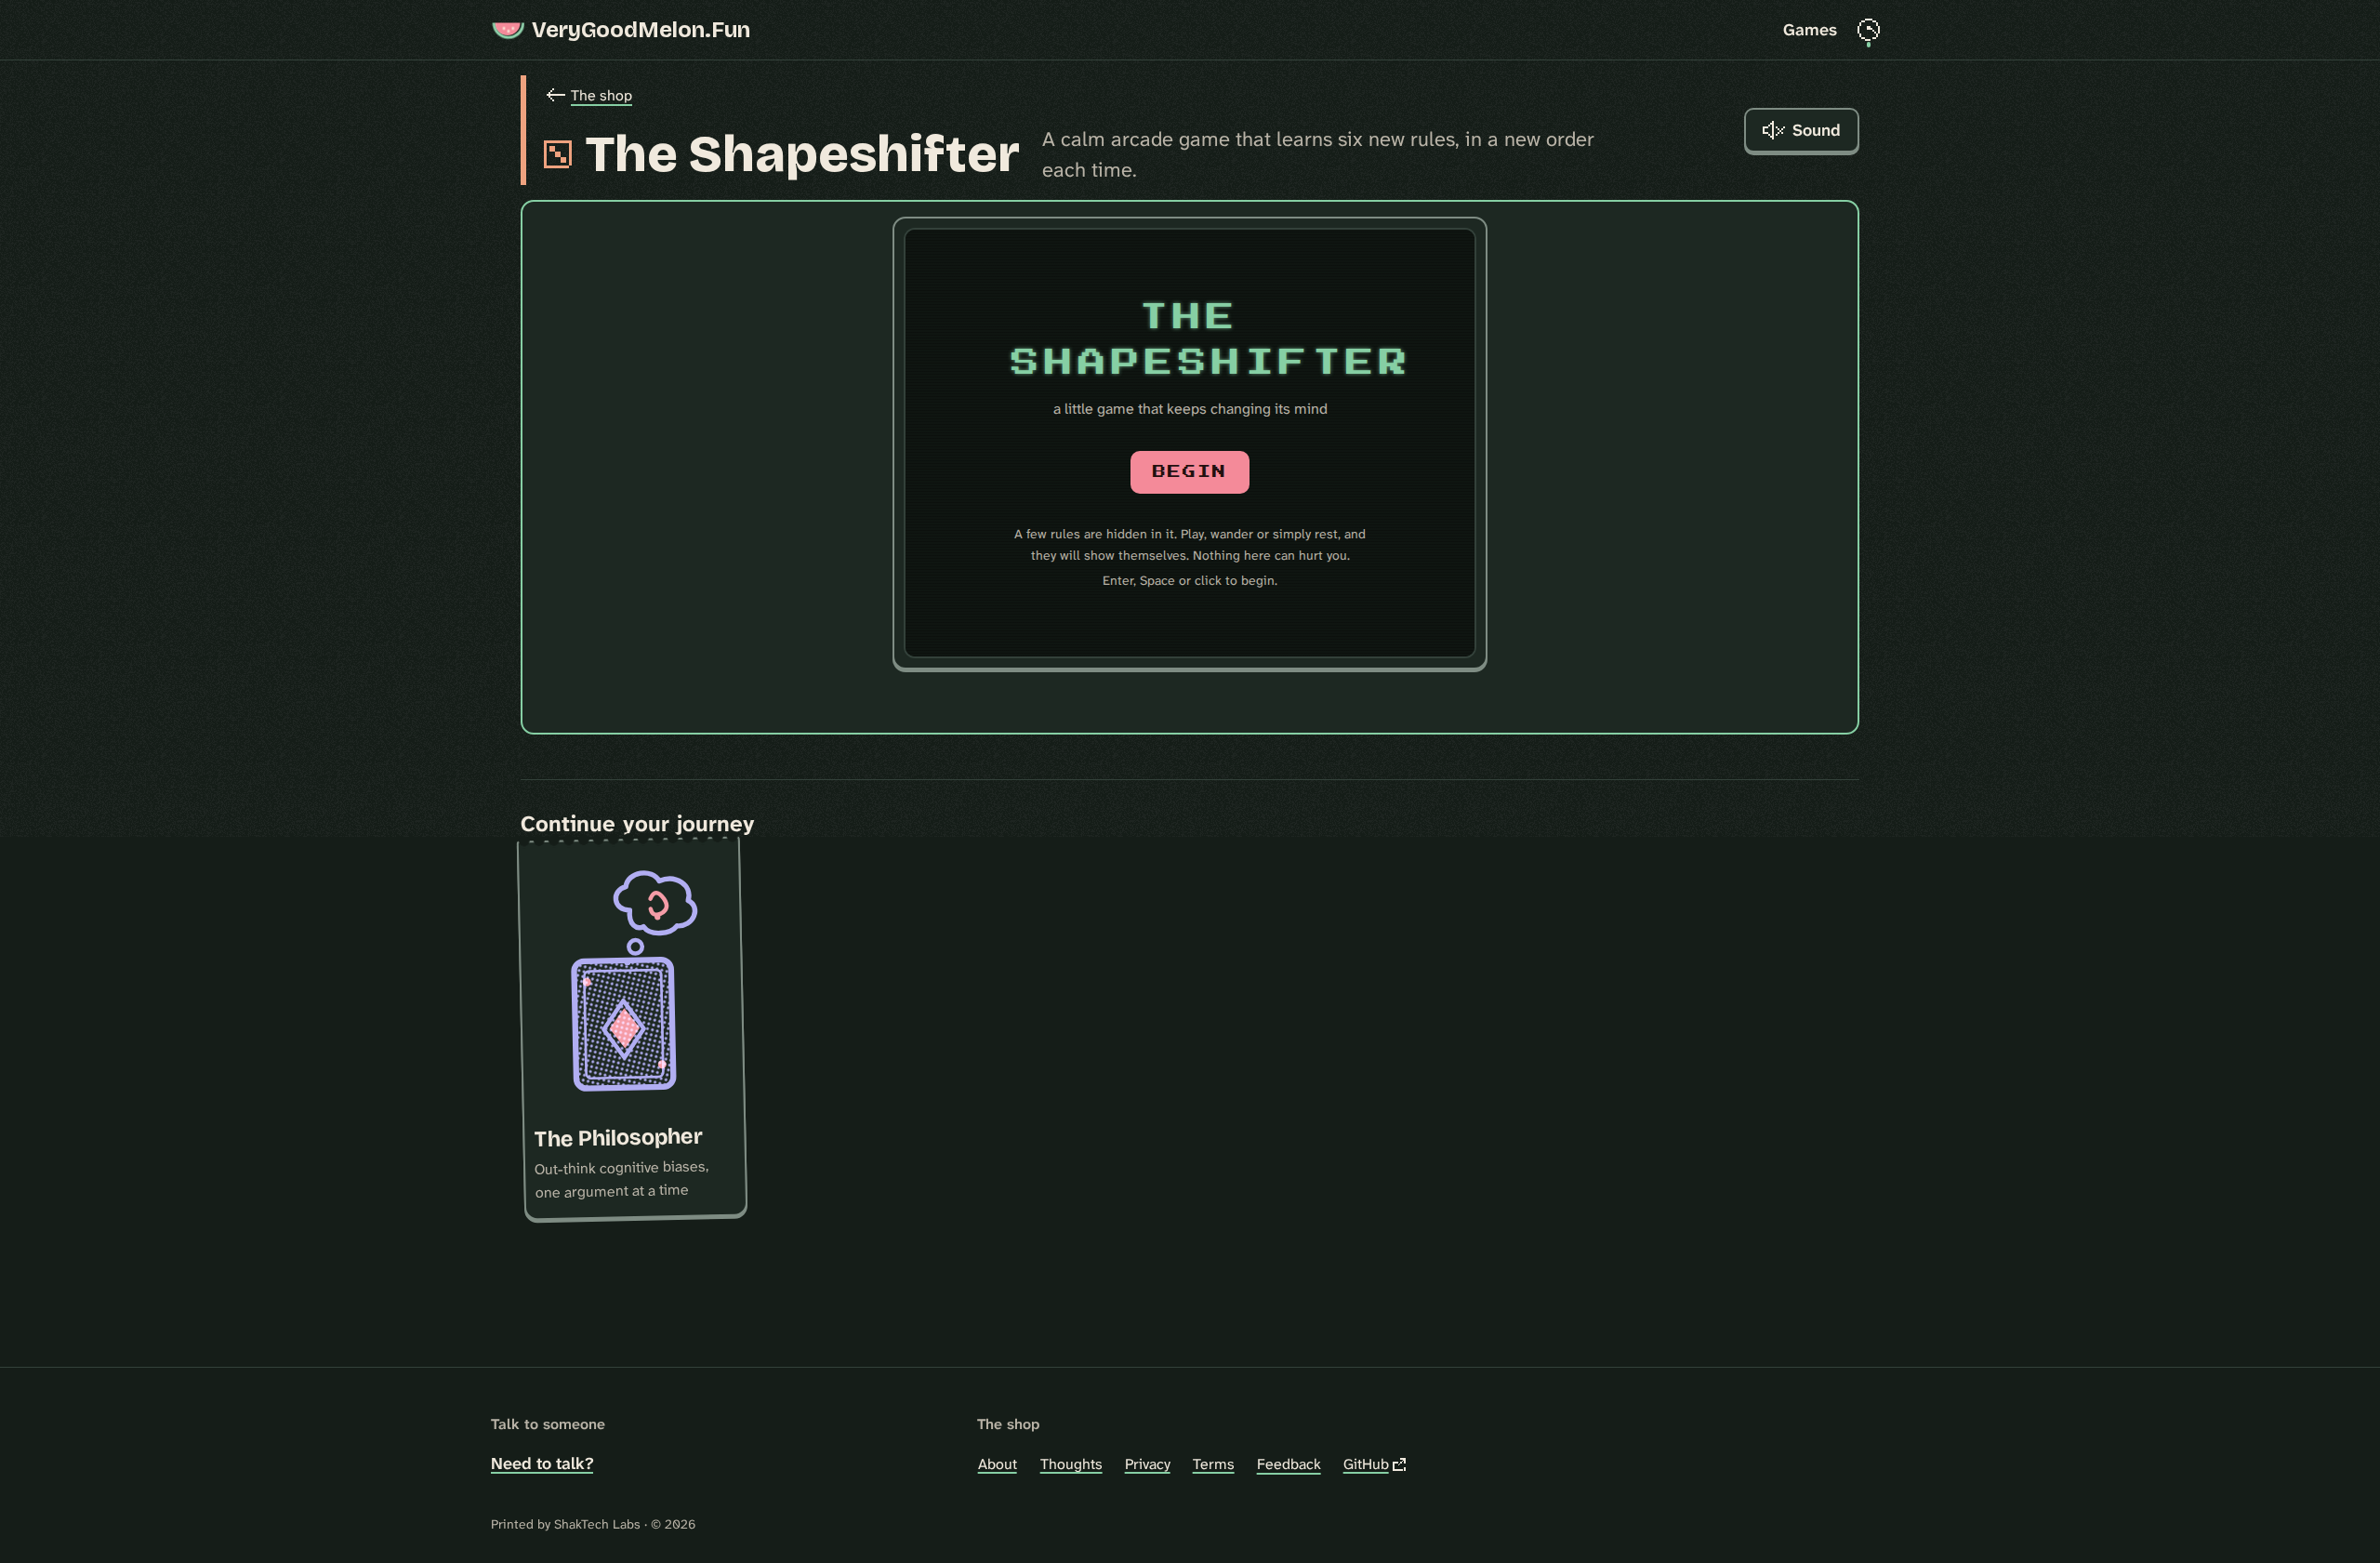 VeryGoodMelon.Fun
Games
The shop
The Shapeshifter
A calm arcade game that learns six new rules, in a new order
each time.
Sound
THE
SHAPESHIFTER
a little game that keeps changing its mind
BEGIN
A few rules are hidden in it. Play, wander or simply rest, and
they will show themselves. Nothing here can hurt you.
Enter, Space or click to begin.
Continue your journey
The Philosopher
Out-think cognitive biases,
one argument at a time
Talk to someone
Need to talk?
The shop
About Thoughts Privacy Terms Feedback GitHub
Printed by ShakTech Labs · © 2026